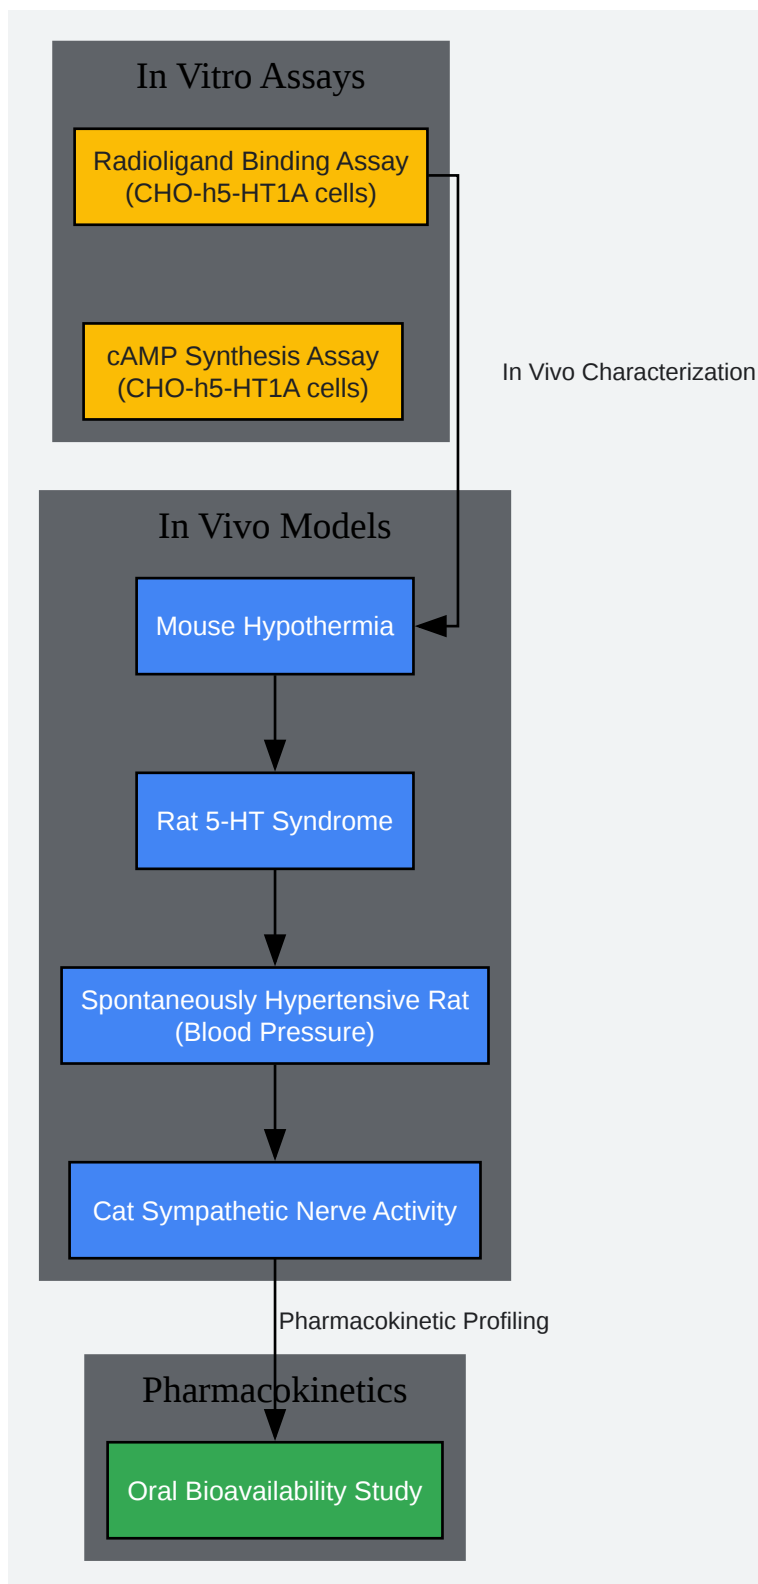 In Vitro Assays
Radioligand Binding Assay
(CHO-h5-HT1A cells)
cAMP Synthesis Assay
(CHO-h5-HT1A cells)
In Vivo Characterization
In Vivo Models
Mouse Hypothermia
Rat 5-HT Syndrome
Spontaneously Hypertensive Rat
(Blood Pressure)
Cat Sympathetic Nerve Activity
Pharmacokinetic Profiling
Pharmacokinetics
Oral Bioavailability Study